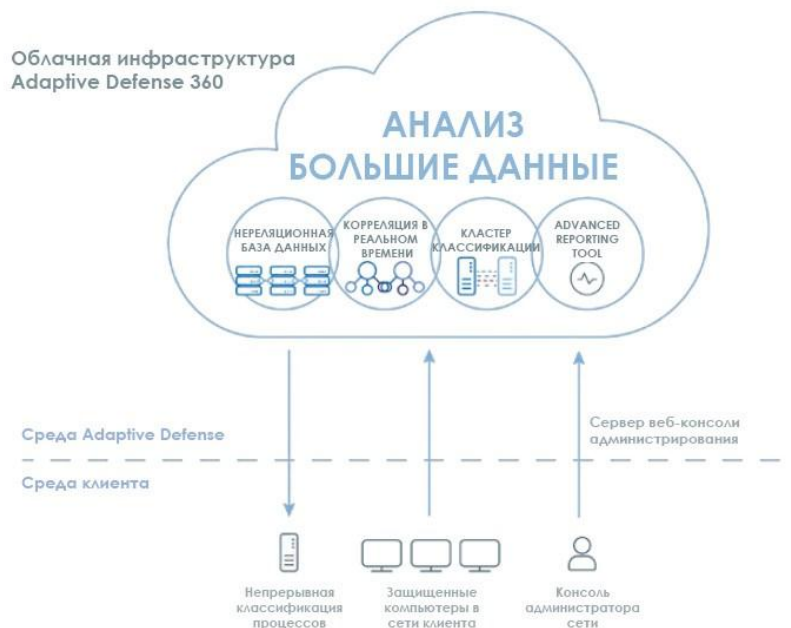 Облачная инфраструктура
Adaptive Defense 360
АНАЛИЗ
БОЛЬШИЕ ДАННЫЕ
НЕРЕЛЯЦИОННАЯ
БАЗА ДАННЫХ
КОРРЕЛЯЦИЯ В
РЕАЛЬНОМ
ВРЕМЕНИ
КЛАСТЕР
КЛАССИФИКАЦИИ
ADVANCED
REPORTING
TOOL
Среда Adaptive Defense
Сервер веб-консоли
администрирования
Среда клиента
Непрерывная
классификация
процессов
Защищенные
компьютеры в
сети клиента
Консоль
администратора
сети